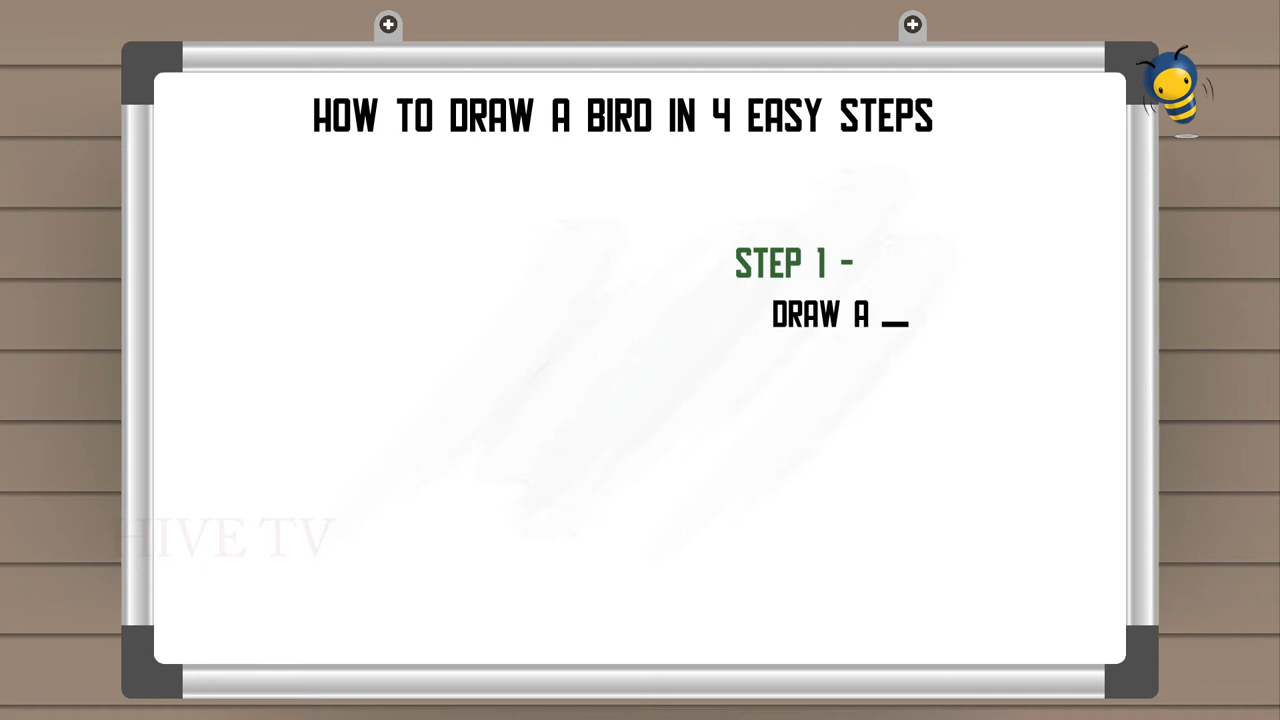 HOW TO DRAW A BIRD IN 4 EASY STEPS
STEP 1 -
DRAW A _
HIVE TV